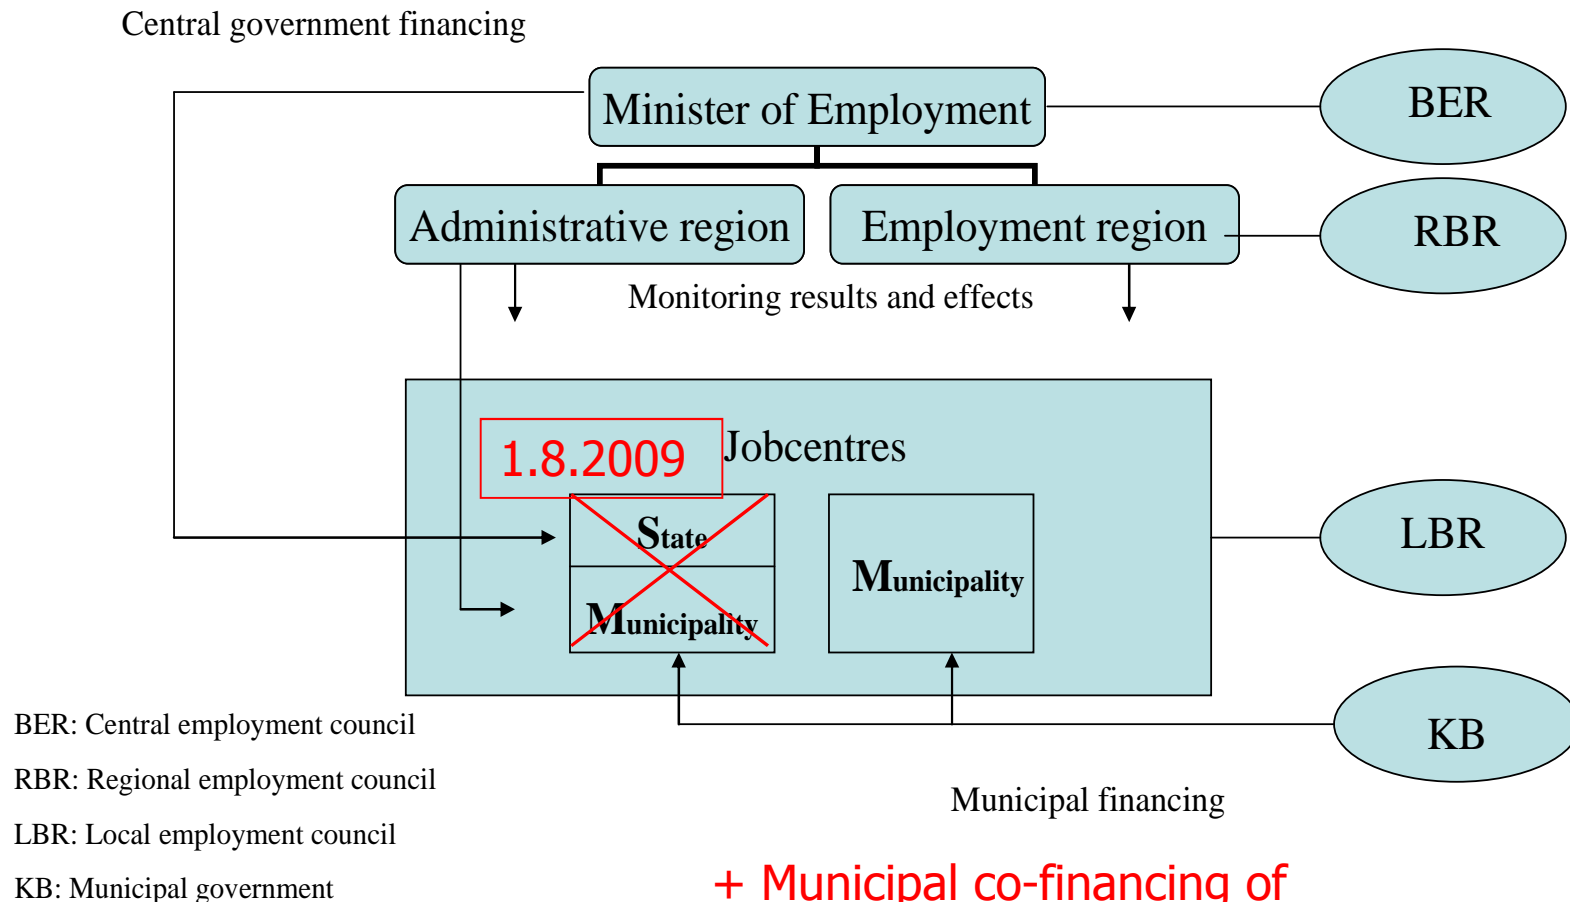 Central government financing
Minister of Employment
BER
Administrative region
Employment region
RBR
Monitoring results and effects
1.8.2009
Jobcentres
State
Municipality
Municipality
LBR
KB
BER: Central employment council
RBR: Regional employment council
LBR: Local employment council
KB: Municipal government
Municipal financing
+ Municipal co-financing of